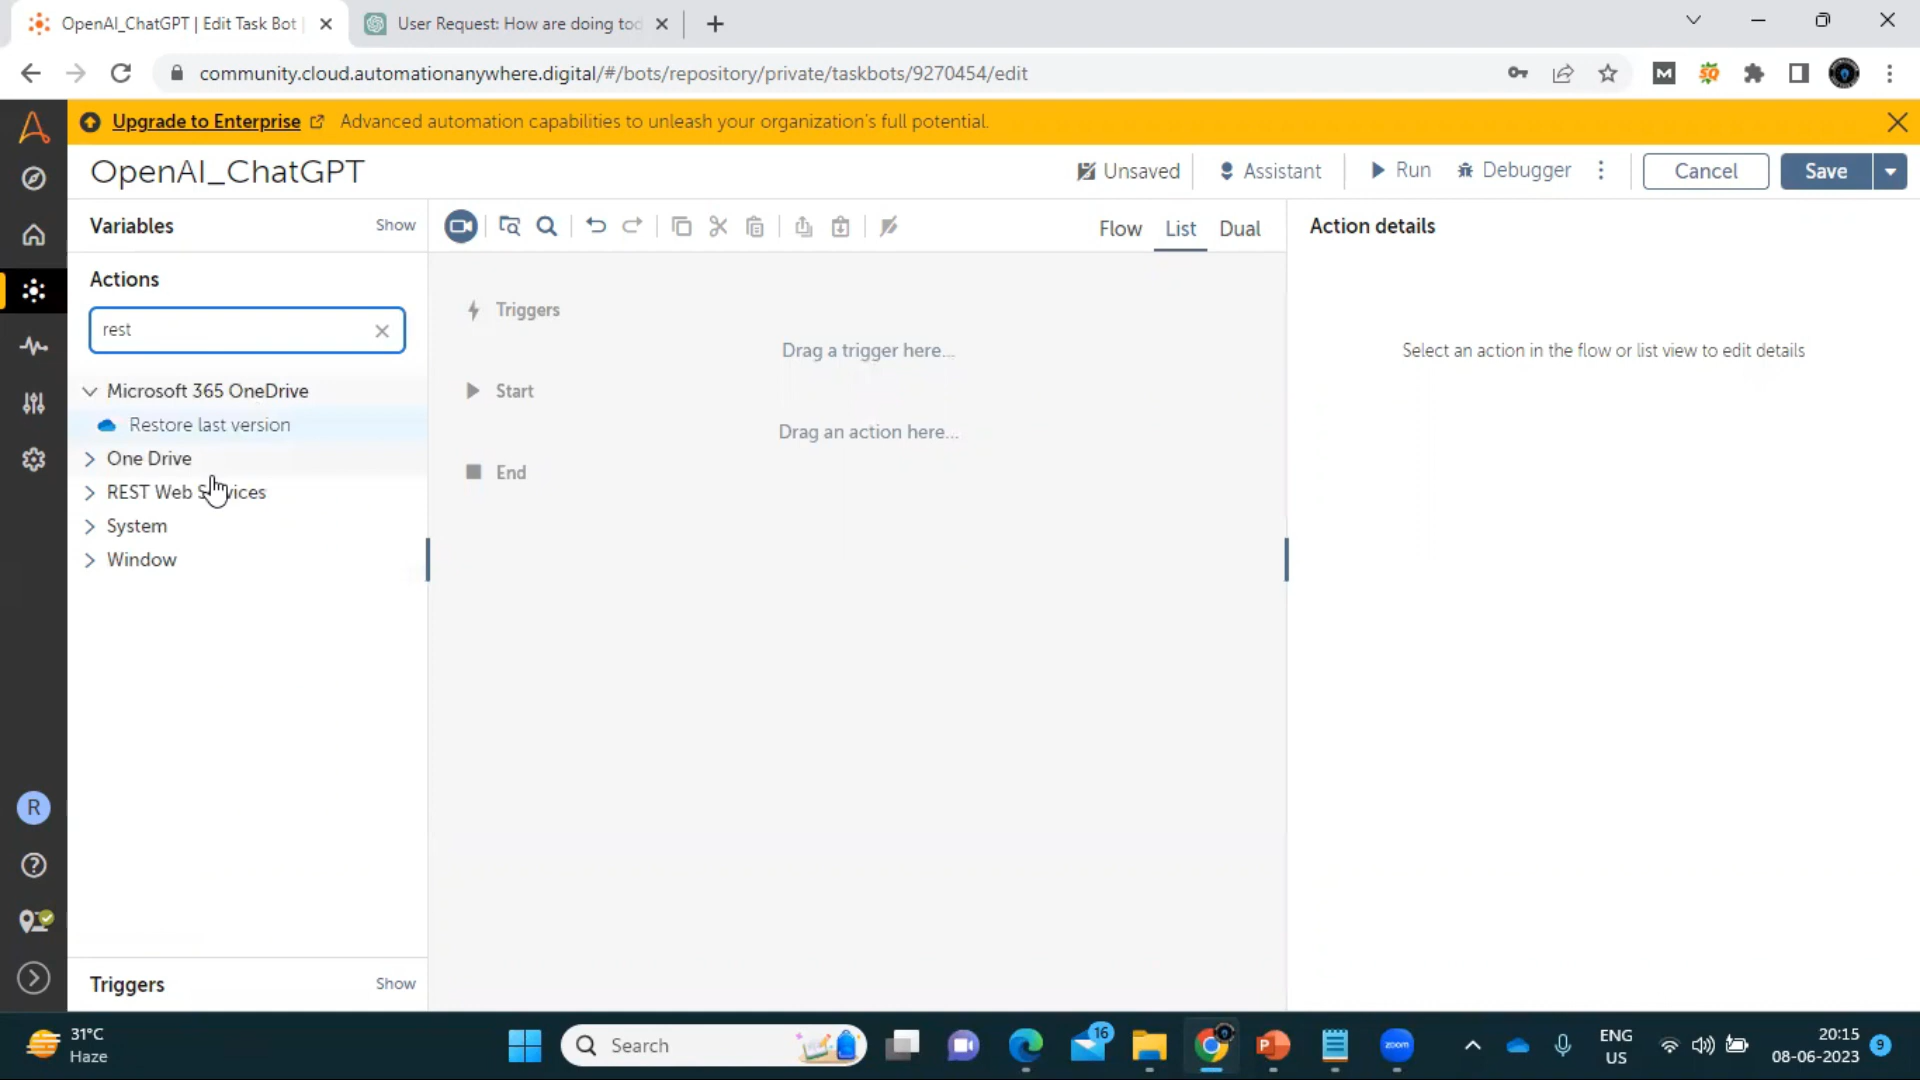 OpenAI_ChatGPT | Edit Task Bot
User Request: How are doing tod
community.cloud.automationanywhere.digital/#/bots/repository/private/taskbots/9270454/edit
Upgrade to Enterprise Advanced automation capabilities to unleash your organization's full potential.
OpenAI_ChatGPT
Unsaved
Assistant
Run
Debugger
Cancel
Save
Variables
Show
Flow
List
Dual
Action details
Actions
rest
Microsoft 365 OneDrive
Restore last version
One Drive
REST Web Services
System
Window
Triggers
Drag a trigger here...
Start
Drag an action here...
End
Select an action in the flow or list view to edit details
R
Triggers
Show
31°C
Haze
Search
16
zoom
ENG
US
20:15
08-06-2023
9